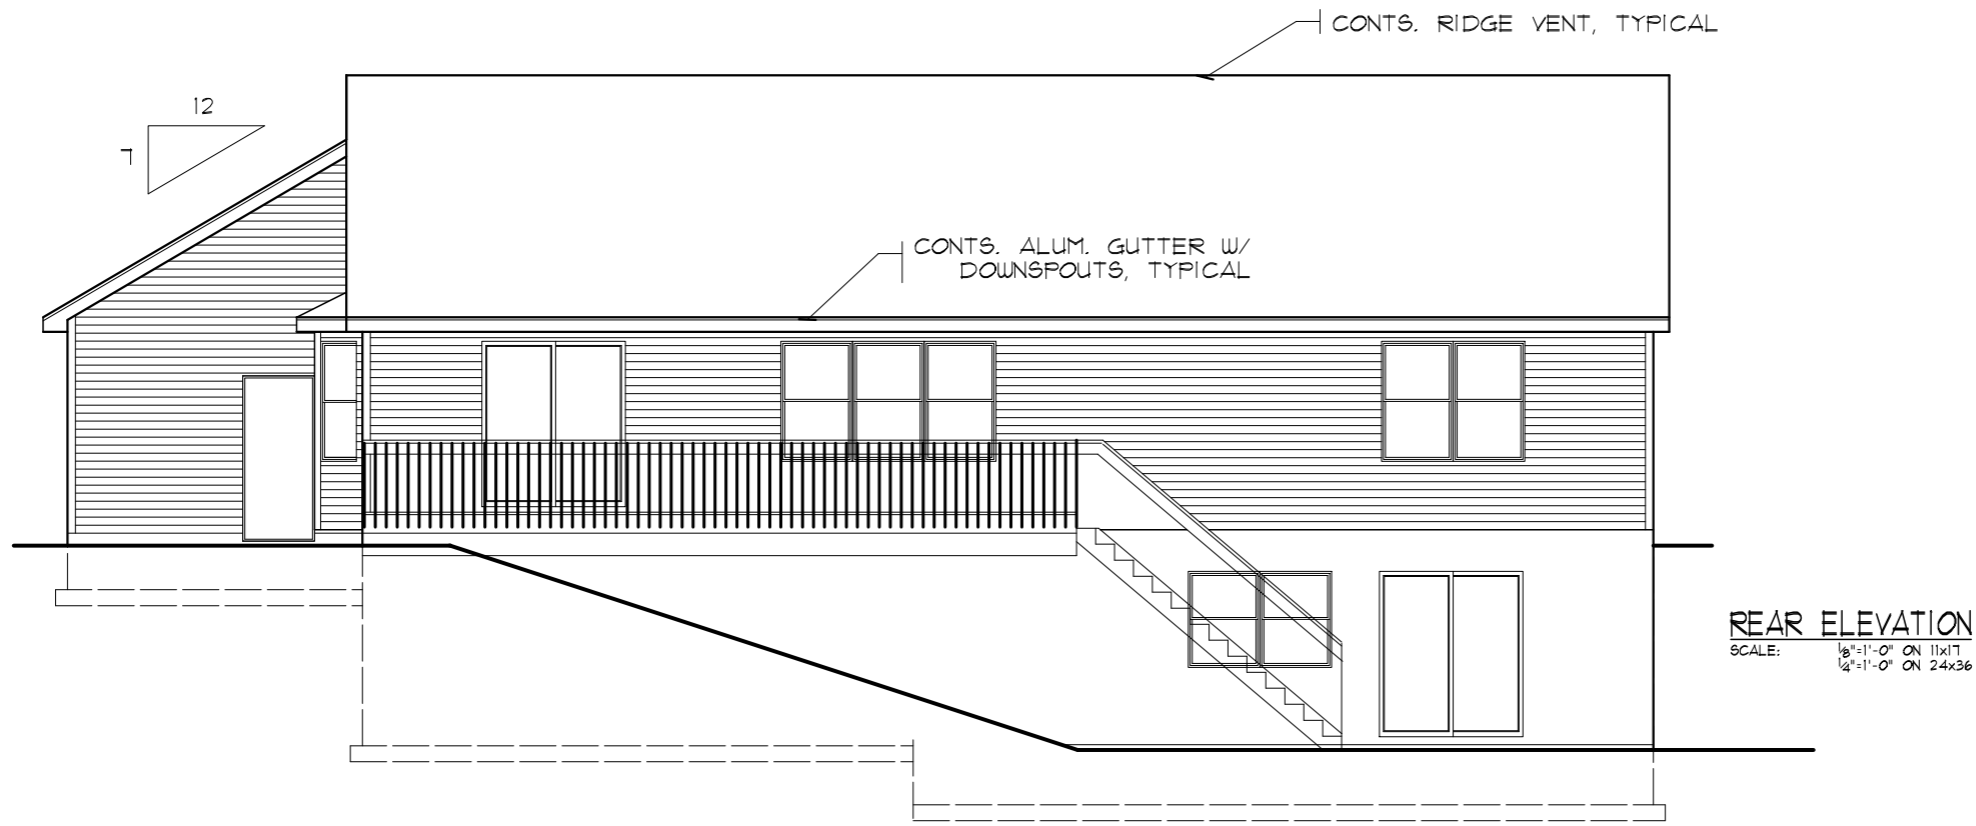 CONTS. RIDGE VENT, TYPICAL
12
7
CONTS. ALUM. GUTTER W/
DOWNSPOUTS, TYPICAL
REAR ELEVATION
SCALE: 1/8"=1'-0" ON 11x17
1/4"=1'-0" ON 24x36